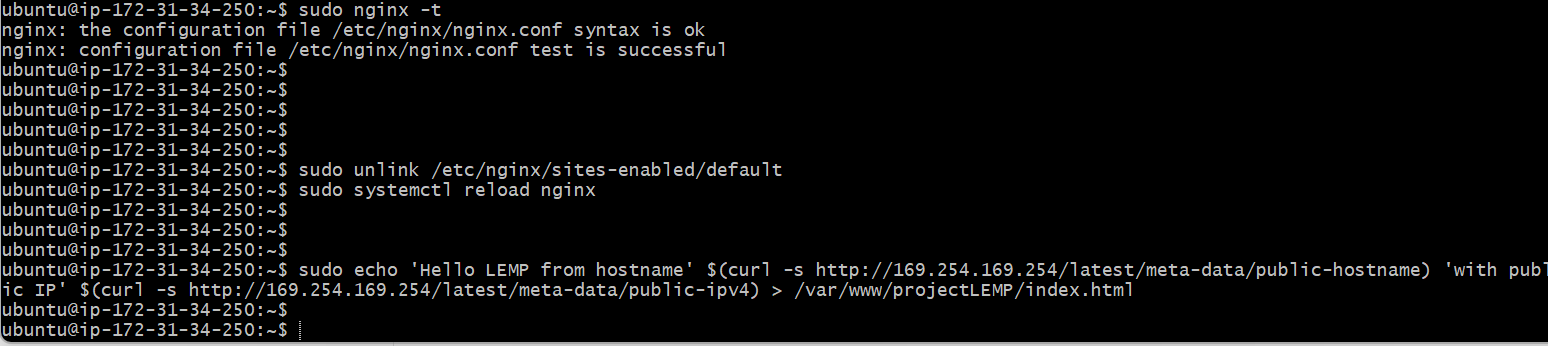 ubuntu@ip-172-31-34-250:~$ sudo nginx -t
nginx: the configuration file /etc/nginx/nginx.conf syntax is ok
nginx: configuration file /etc/nginx/nginx.conf test is successful
ubuntu@ip-172-31-34-250:~$
ubuntu@ip-172-31-34-250:~$
ubuntu@ip-172-31-34-250:~$
ubuntu@ip-172-31-34-250:~$
ubuntu@ip-172-31-34-250:~$
ubuntu@ip-172-31-34-250:~$ sudo unlink /etc/nginx/sites-enabled/default
ubuntu@ip-172-31-34-250:~$ sudo systemctl reload nginx
ubuntu@ip-172-31-34-250:~$
ubuntu@ip-172-31-34-250:~$
ubuntu@ip-172-31-34-250:~$
ubuntu@ip-172-31-34-250:~$ sudo echo 'Hello LEMP from hostname' $(curl -s http://169.254.169.254/latest/meta-data/public-hostname) 'with publ
ic IP' $(curl -s http://169.254.169.254/latest/meta-data/public-ipv4) > /var/www/projectLEMP/index.html
ubuntu@ip-172-31-34-250:~$
ubuntu@ip-172-31-34-250:~$